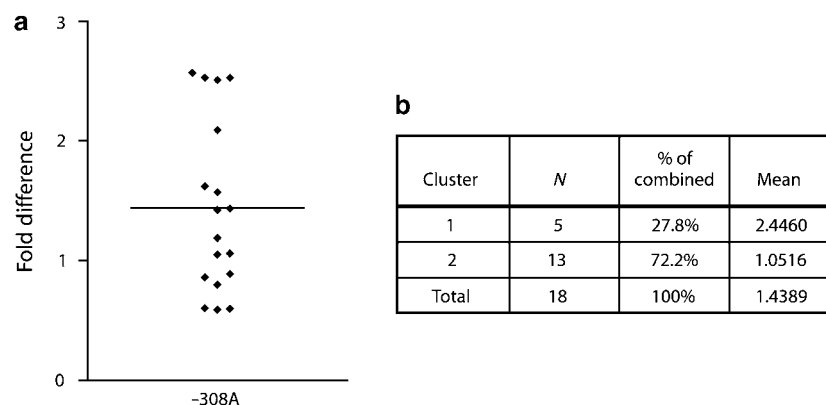 a
3
2
1
0
Fold difference
–308A
b
Cluster N % of combined Mean
1 5 27.8% 2.4460
2 13 72.2% 1.0516
Total 18 100% 1.4389